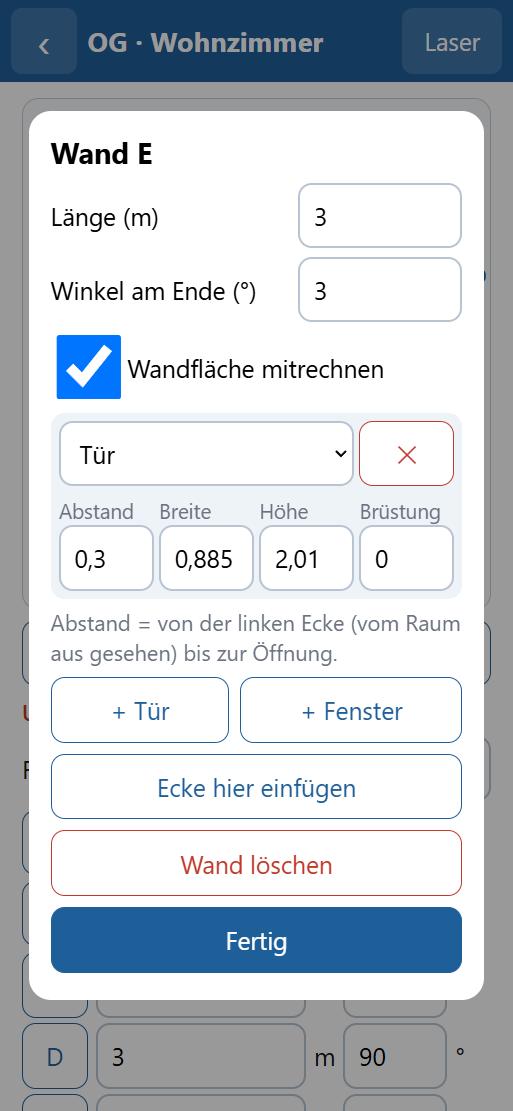 ‹ OG · Wohnzimmer Laser
Wand E
Länge (m) 3
Winkel am Ende (°) 3
Wandfläche mitrechnen
Tür ×
Abstand Breite Höhe Brüstung
0,3 0,885 2,01 0
Abstand = von der linken Ecke (vom Raum
aus gesehen) bis zur Öffnung.
+ Tür + Fenster
Ecke hier einfügen
Wand löschen
Fertig
D 3 m 90 °